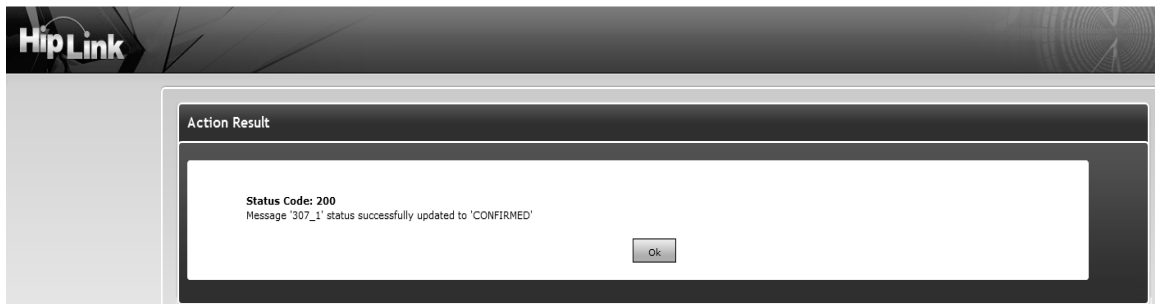 HipLink
Action Result
Status Code: 200
Message '307_1' status successfully updated to 'CONFIRMED'
Ok